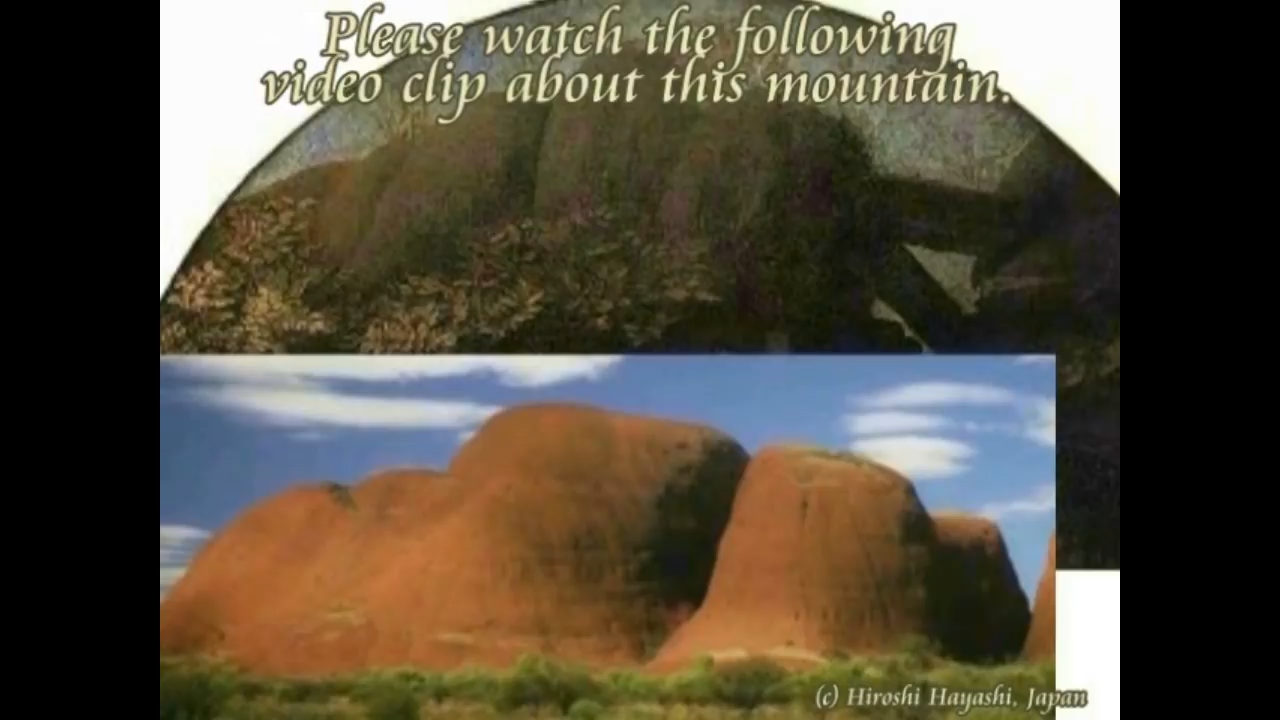 Please watch the following
video clip about this mountain.
(c) Hiroshi Hayashi, Japan